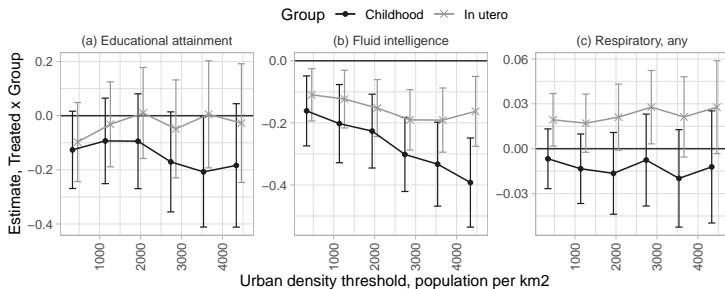 Group Childhood In utero
(a) Educational attainment
(b) Fluid intelligence
(c) Respiratory, any
Estimate, Treated x Group
0.2
0.0
−0.2
−0.4
0.0
−0.2
−0.4
0.06
0.03
0.00
−0.03
1000 2000 3000 4000
1000 2000 3000 4000
1000 2000 3000 4000
Urban density threshold, population per km2